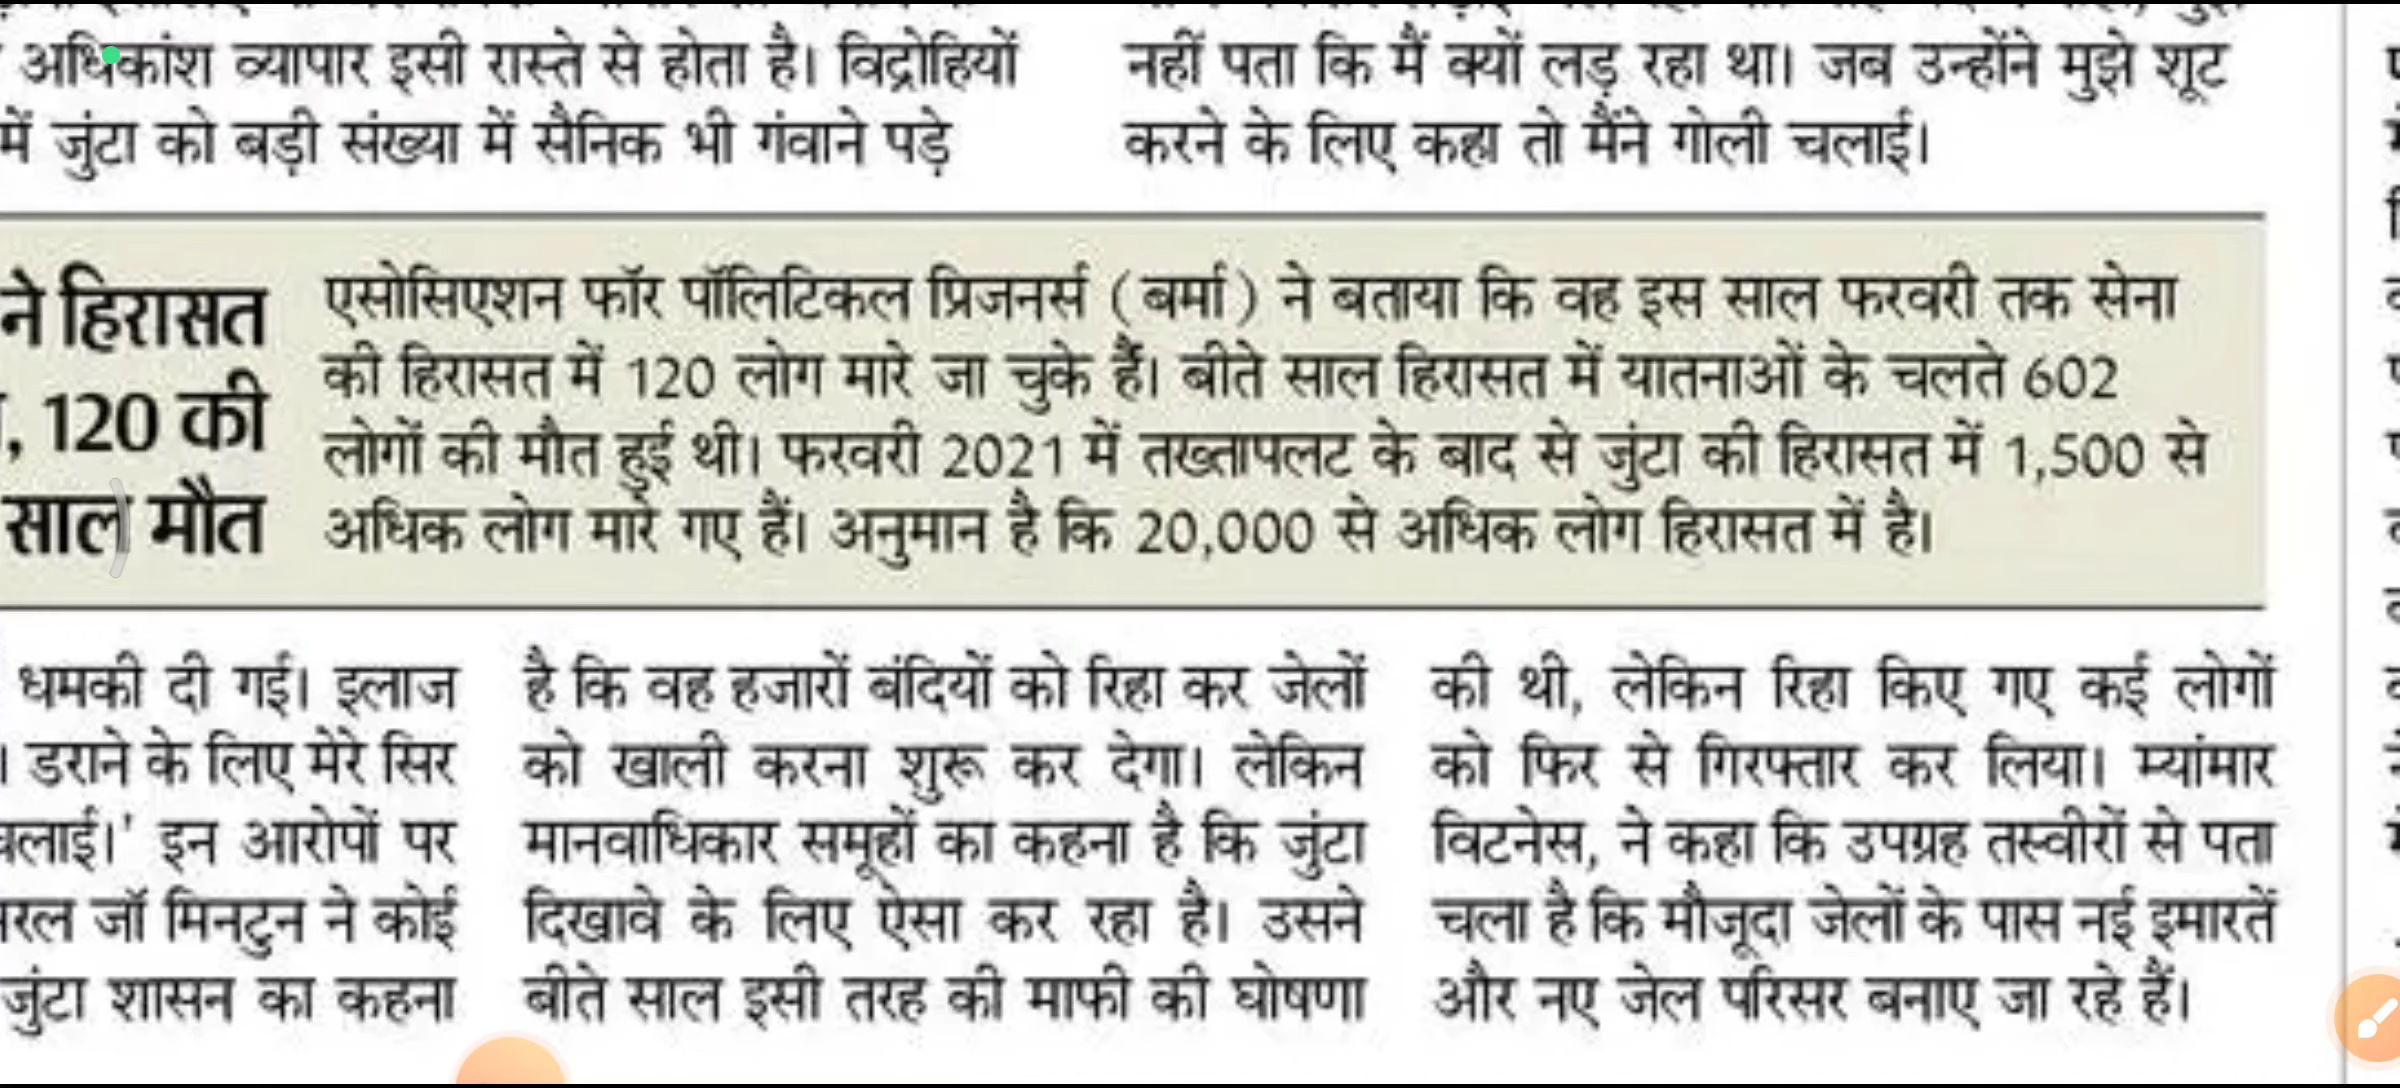 अधिकांश व्यापार इसी रास्ते से होता है। विद्रोहियों
में जुंटा को बड़ी संख्या में सैनिक भी गंवाने पड़े
नहीं पता कि मैं क्यों लड़ रहा था। जब उन्होंने मुझे शूट
करने के लिए कहा तो मैंने गोली चलाई।
ने हिरासत
, 120 की
साल मौत
एसोसिएशन फॉर पॉलिटिकल प्रिजनर्स (बर्मा) ने बताया कि वह इस साल फरवरी तक सेना
की हिरासत में 120 लोग मारे जा चुके हैं। बीते साल हिरासत में यातनाओं के चलते 602
लोगों की मौत हुई थी। फरवरी 2021 में तख्तापलट के बाद से जुंटा की हिरासत में 1,500 से
अधिक लोग मारे गए हैं। अनुमान है कि 20,000 से अधिक लोग हिरासत में है।
धमकी दी गई। इलाज
। डराने के लिए मेरे सिर
चलाई।' इन आरोपों पर
जॉ मिनटुन ने कोई
जुंटा शासन का कहना
है कि वह हजारों बंदियों को रिहा कर जेलों
को खाली करना शुरू कर देगा। लेकिन
मानवाधिकार समूहों का कहना है कि जुंटा
दिखावे के लिए ऐसा कर रहा है। उसने
बीते साल इसी तरह की माफी की घोषणा
की थी, लेकिन रिहा किए गए कई लोगों
को फिर से गिरफ्तार कर लिया। म्यांमार
विटनेस, ने कहा कि उपग्रह तस्वीरों से पता
चला है कि मौजूदा जेलों के पास नई इमारतें
और नए जेल परिसर बनाए जा रहे हैं।